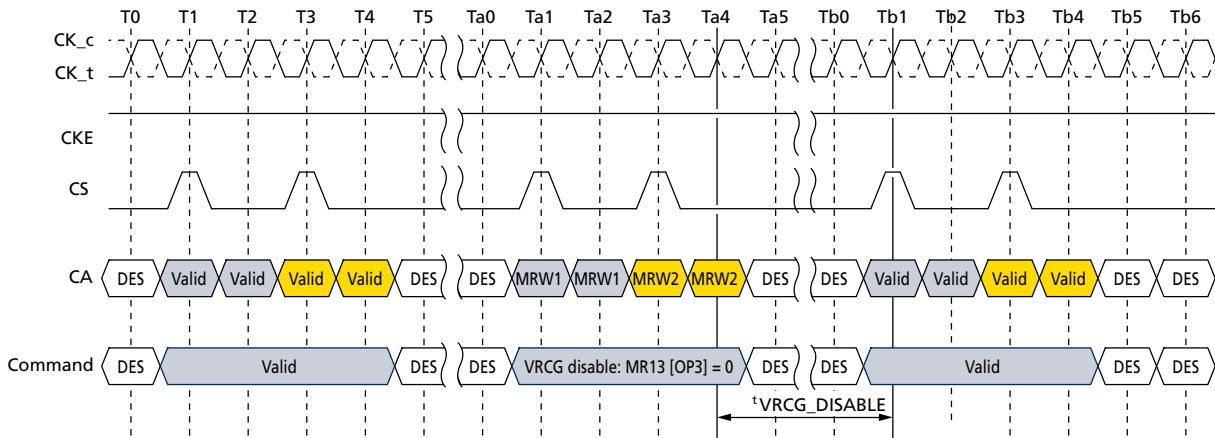 T0 T1 T2 T3 T4 T5 Ta0 Ta1 Ta2 Ta3 Ta4 Ta5 Tb0 Tb1 Tb2 Tb3 Tb4 Tb5 Tb6
CK_c
CK_t
CKE
CS
CA DES Valid Valid Valid Valid DES DES MRW1 MRW1 MRW2 MRW2 DES DES Valid Valid Valid Valid DES DES
Command DES Valid DES DES VRCG disable: MR13 [OP3] = 0 DES DES Valid DES DES
tVRCG_DISABLE